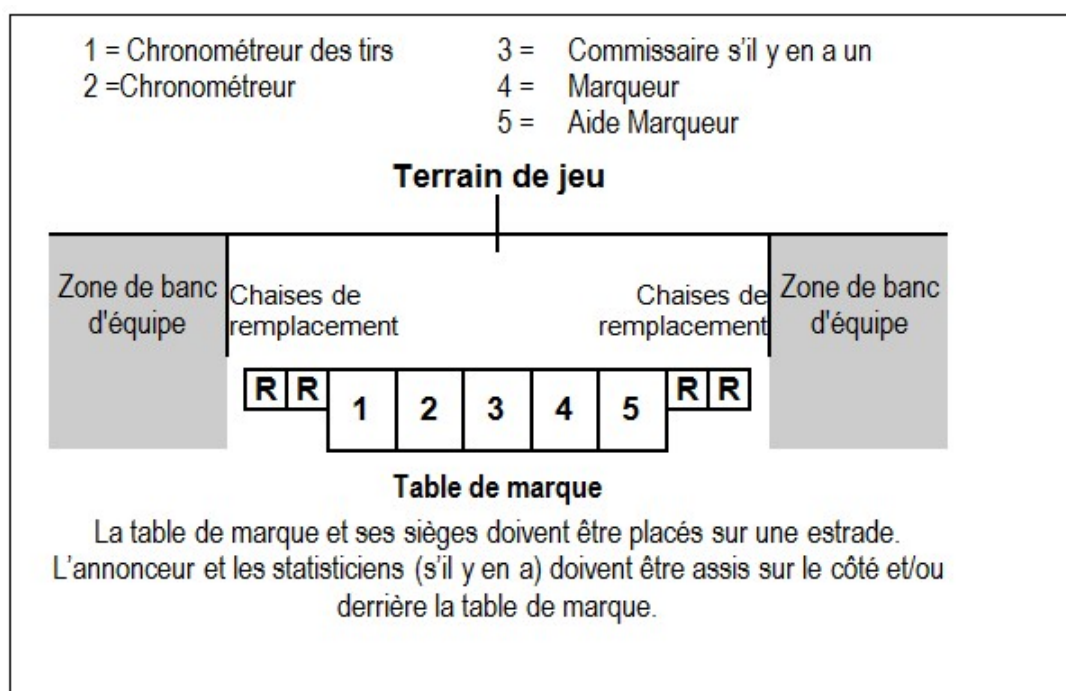 1 = Chronométreur des tirs
2 =Chronométreur
3 = Commissaire s'il y en a un
4 = Marqueur
5 = Aide Marqueur
Terrain de jeu
Zone de banc
d'équipe
Chaises de
remplacement
Chaises de
remplacement
Zone de banc
d'équipe
R R 1 2 3 4 5 R R
Table de marque
La table de marque et ses sièges doivent être placés sur une estrade.
L'annonceur et les statisticiens (s'il y en a) doivent être assis sur le côté et/ou
derrière la table de marque.